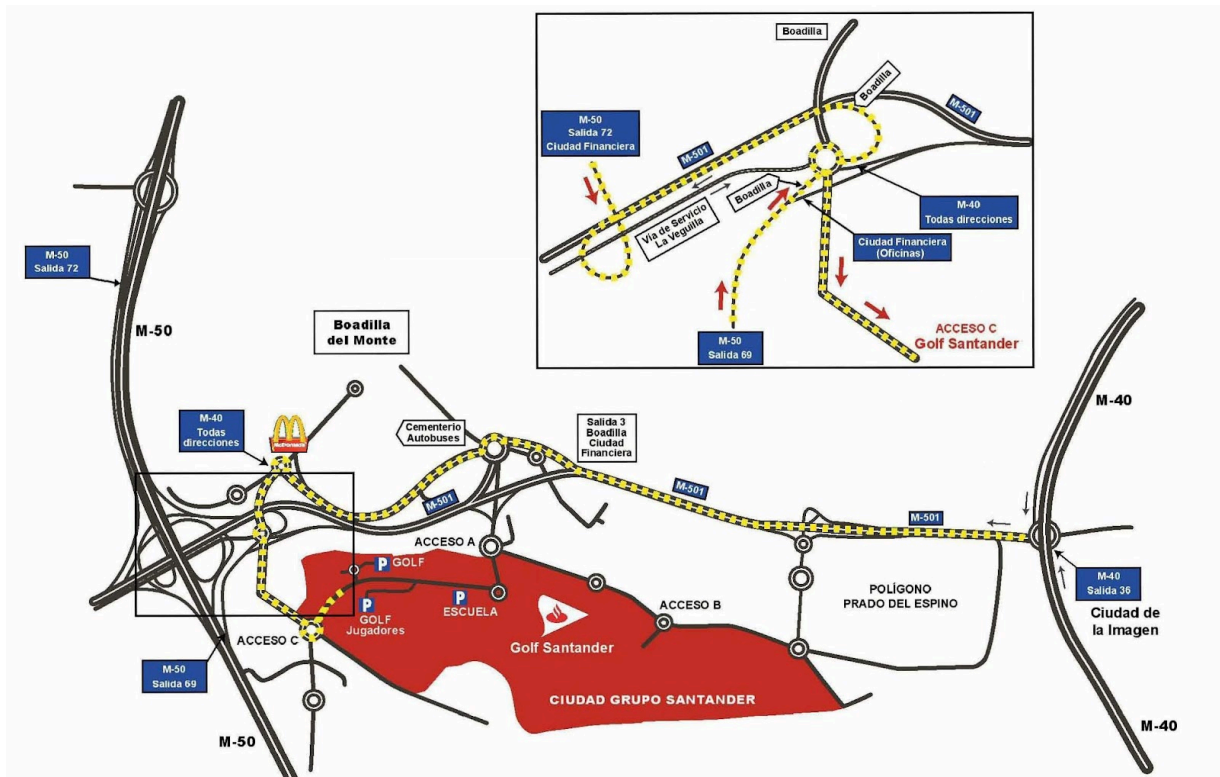 Boadilla
Boadilla
M-501
M-50
Salida 72
Ciudad Financiera
M-501
Boadilla
Vía de Servicio
La Veguilla
M-40
Todas direcciones
Ciudad Financiera
(Oficinas)
M-50
Salida 69
ACCESO C
Golf Santander
M-50
Salida 72
M-50
Boadilla
del Monte
M-40
Todas
direcciones
McDonald's
Cementerio
Autobuses
Salida 3
Boadilla
Ciudad
Financiera
M-40
M-501
M-501
M-501
ACCESO A
P
GOLF
P
GOLF
Jugadores
P
ESCUELA
ACCESO B
POLÍGONO
PRADO DEL ESPINO
M-40
Salida 36
Ciudad de
la Imagen
Golf Santander
ACCESO C
M-50
Salida 69
CIUDAD GRUPO SANTANDER
M-50
M-40